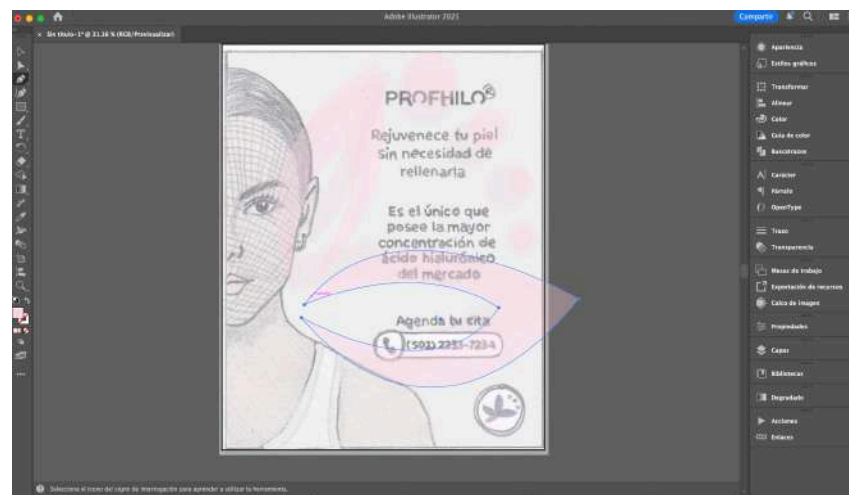 Adobe Illustrator 2025
Compartir
× Sin título-1* @ 31.16 % (RGB/Previsualizar)
PROFHILO®
Rejuvenece tu piel
sin necesidad de
rellenarla
Es el único que
posee la mayor
concentración de
ácido hialurónico
del mercado
Agenda tu cita
Apariencia
Estilos gráficos
Transformar
Alinear
Color
Guía de color
Buscatrazos
Carácter
Párrafo
OpenType
Trazo
Transparencia
Mesas de trabajo
Exportación de recursos
Calco de imagen
Propiedades
Capas
Bibliotecas
Degradado
Acciones
Enlaces
Selecciona el icono del signo de interrogación para aprender a utilizar la herramienta.